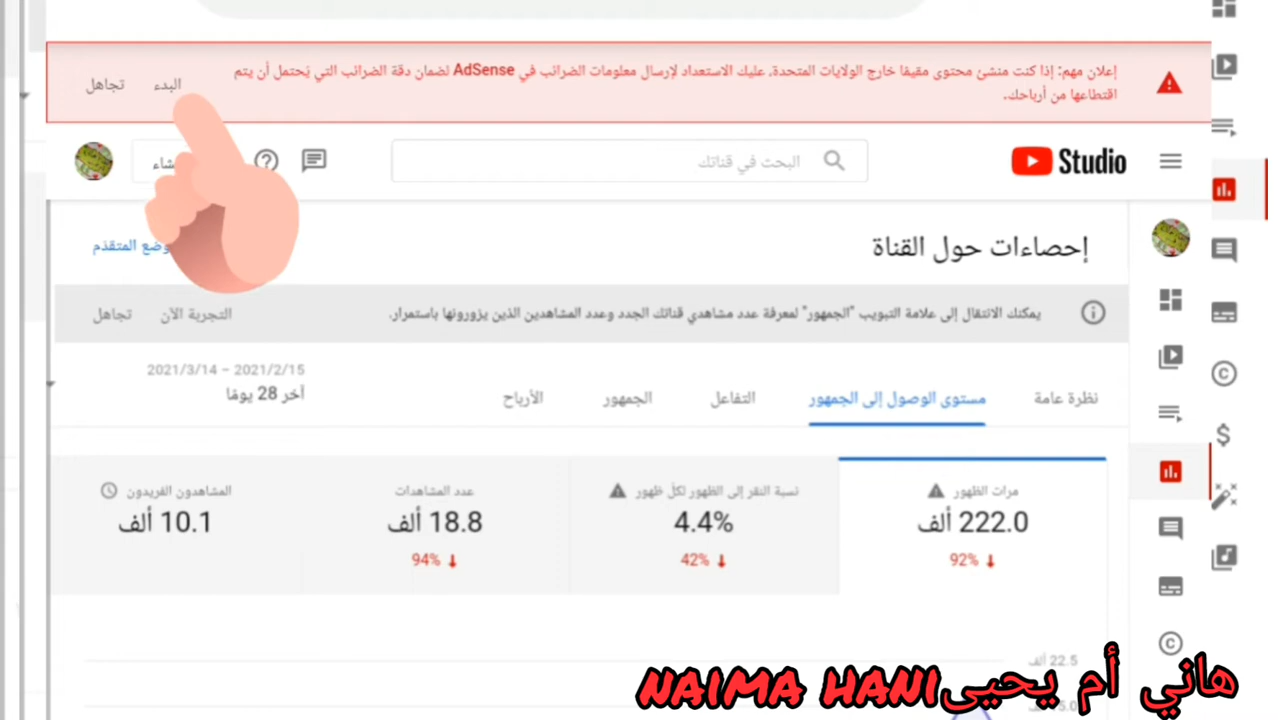 إعلان مهم: إذا كنت منشئ محتوى مقيمًا خارج الولايات المتحدة، عليك الاستعداد لإرسال معلومات الضرائب في AdSense لضمان دقة الضرائب التي يُحتمل أن يتم
اقتطاعها من أرباحك.
البدء
تجاهل
Studio
البحث في قناتك
إحصاءات حول القناة
يمكنك الانتقال إلى علامة التبويب "الجمهور" لمعرفة عدد مشاهدي قناتك الجدد وعدد المشاهدين الذين يزورونها باستمرار.
التجربة الآن
تجاهل
2021/3/14 – 2021/2/15
آخر 28 يومًا
نظرة عامة
مستوى الوصول إلى الجمهور
التفاعل
الجمهور
الأرباح
مرات الظهور
222.0 ألف
92%
نسبة النقر إلى الظهور لكلّ ظهور
4.4%
42%
عدد المشاهدات
18.8 ألف
94%
المشاهدون الفريدون
10.1 ألف
22.5 ألف
هاني أم يحيى NAIMA HANI